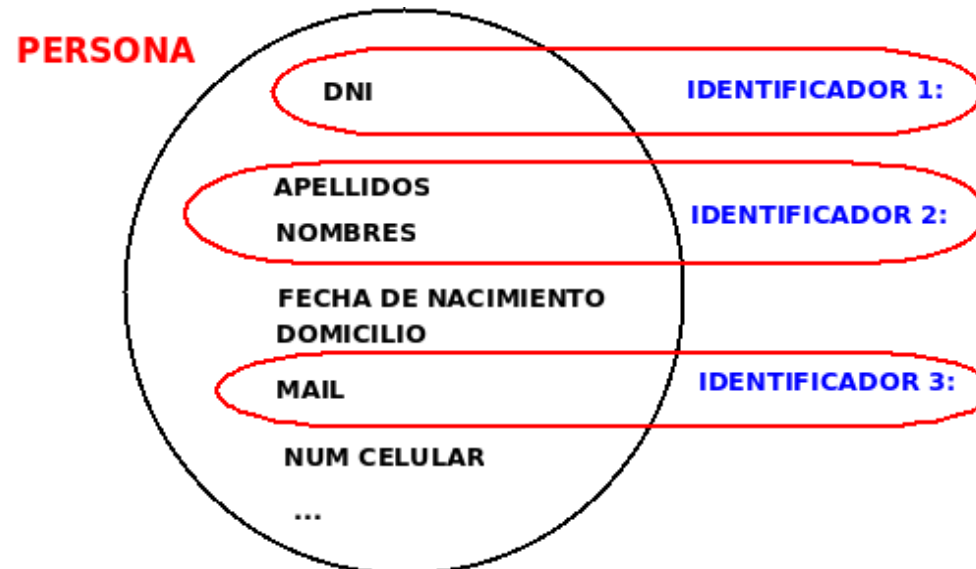 PERSONA
DNI IDENTIFICADOR 1:
APELLIDOS
IDENTIFICADOR 2:
NOMBRES
FECHA DE NACIMIENTO
DOMICILIO
MAIL IDENTIFICADOR 3:
NUM CELULAR
...